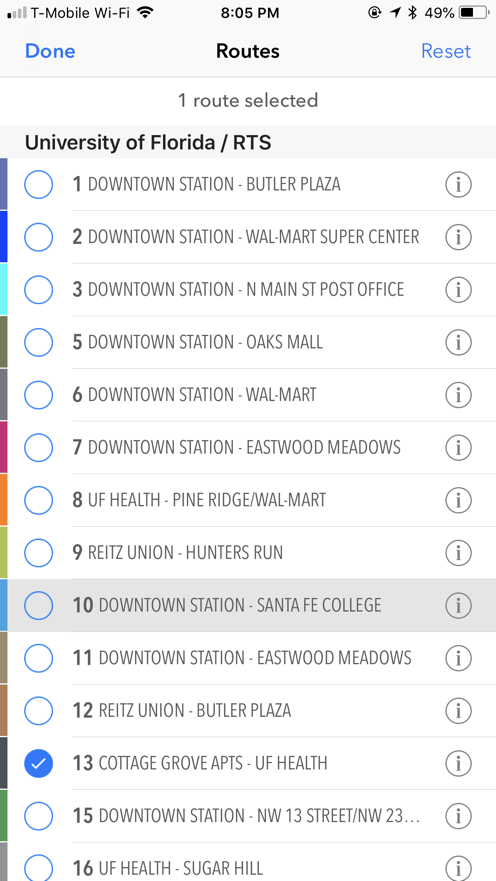 T-Mobile Wi-Fi 8:05 PM 49%
Done Routes Reset
1 route selected
University of Florida / RTS
1 DOWNTOWN STATION - BUTLER PLAZA
2 DOWNTOWN STATION - WAL-MART SUPER CENTER
3 DOWNTOWN STATION - N MAIN ST POST OFFICE
5 DOWNTOWN STATION - OAKS MALL
6 DOWNTOWN STATION - WAL-MART
7 DOWNTOWN STATION - EASTWOOD MEADOWS
8 UF HEALTH - PINE RIDGE/WAL-MART
9 REITZ UNION - HUNTERS RUN
10 DOWNTOWN STATION - SANTA FE COLLEGE
11 DOWNTOWN STATION - EASTWOOD MEADOWS
12 REITZ UNION - BUTLER PLAZA
13 COTTAGE GROVE APTS - UF HEALTH
15 DOWNTOWN STATION - NW 13 STREET/NW 23...
16 UF HEALTH - SUGAR HILL